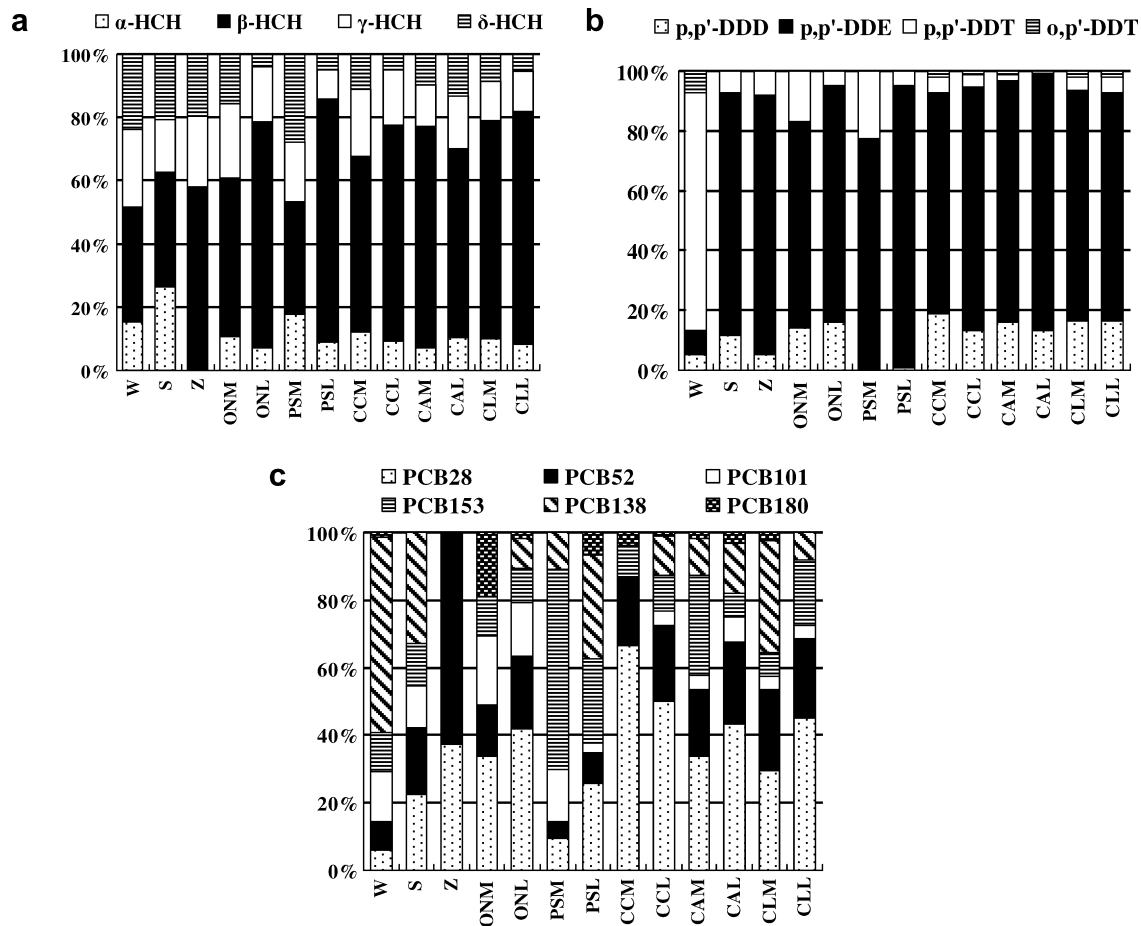 a
α-HCH β-HCH γ-HCH δ-HCH
100%
80%
60%
40%
20%
0%
W S Z ONM ONL PSM PSL CCM CCL CAM CAL CLM CLL
b
p,p'-DDD p,p'-DDE p,p'-DDT o,p'-DDT
100%
80%
60%
40%
20%
0%
W S Z ONM ONL PSM PSL CCM CCL CAM CAL CLM CLL
c
PCB28 PCB52 PCB101
PCB153 PCB138 PCB180
100%
80%
60%
40%
20%
0%
W S Z ONM ONL PSM PSL CCM CCL CAM CAL CLM CLL